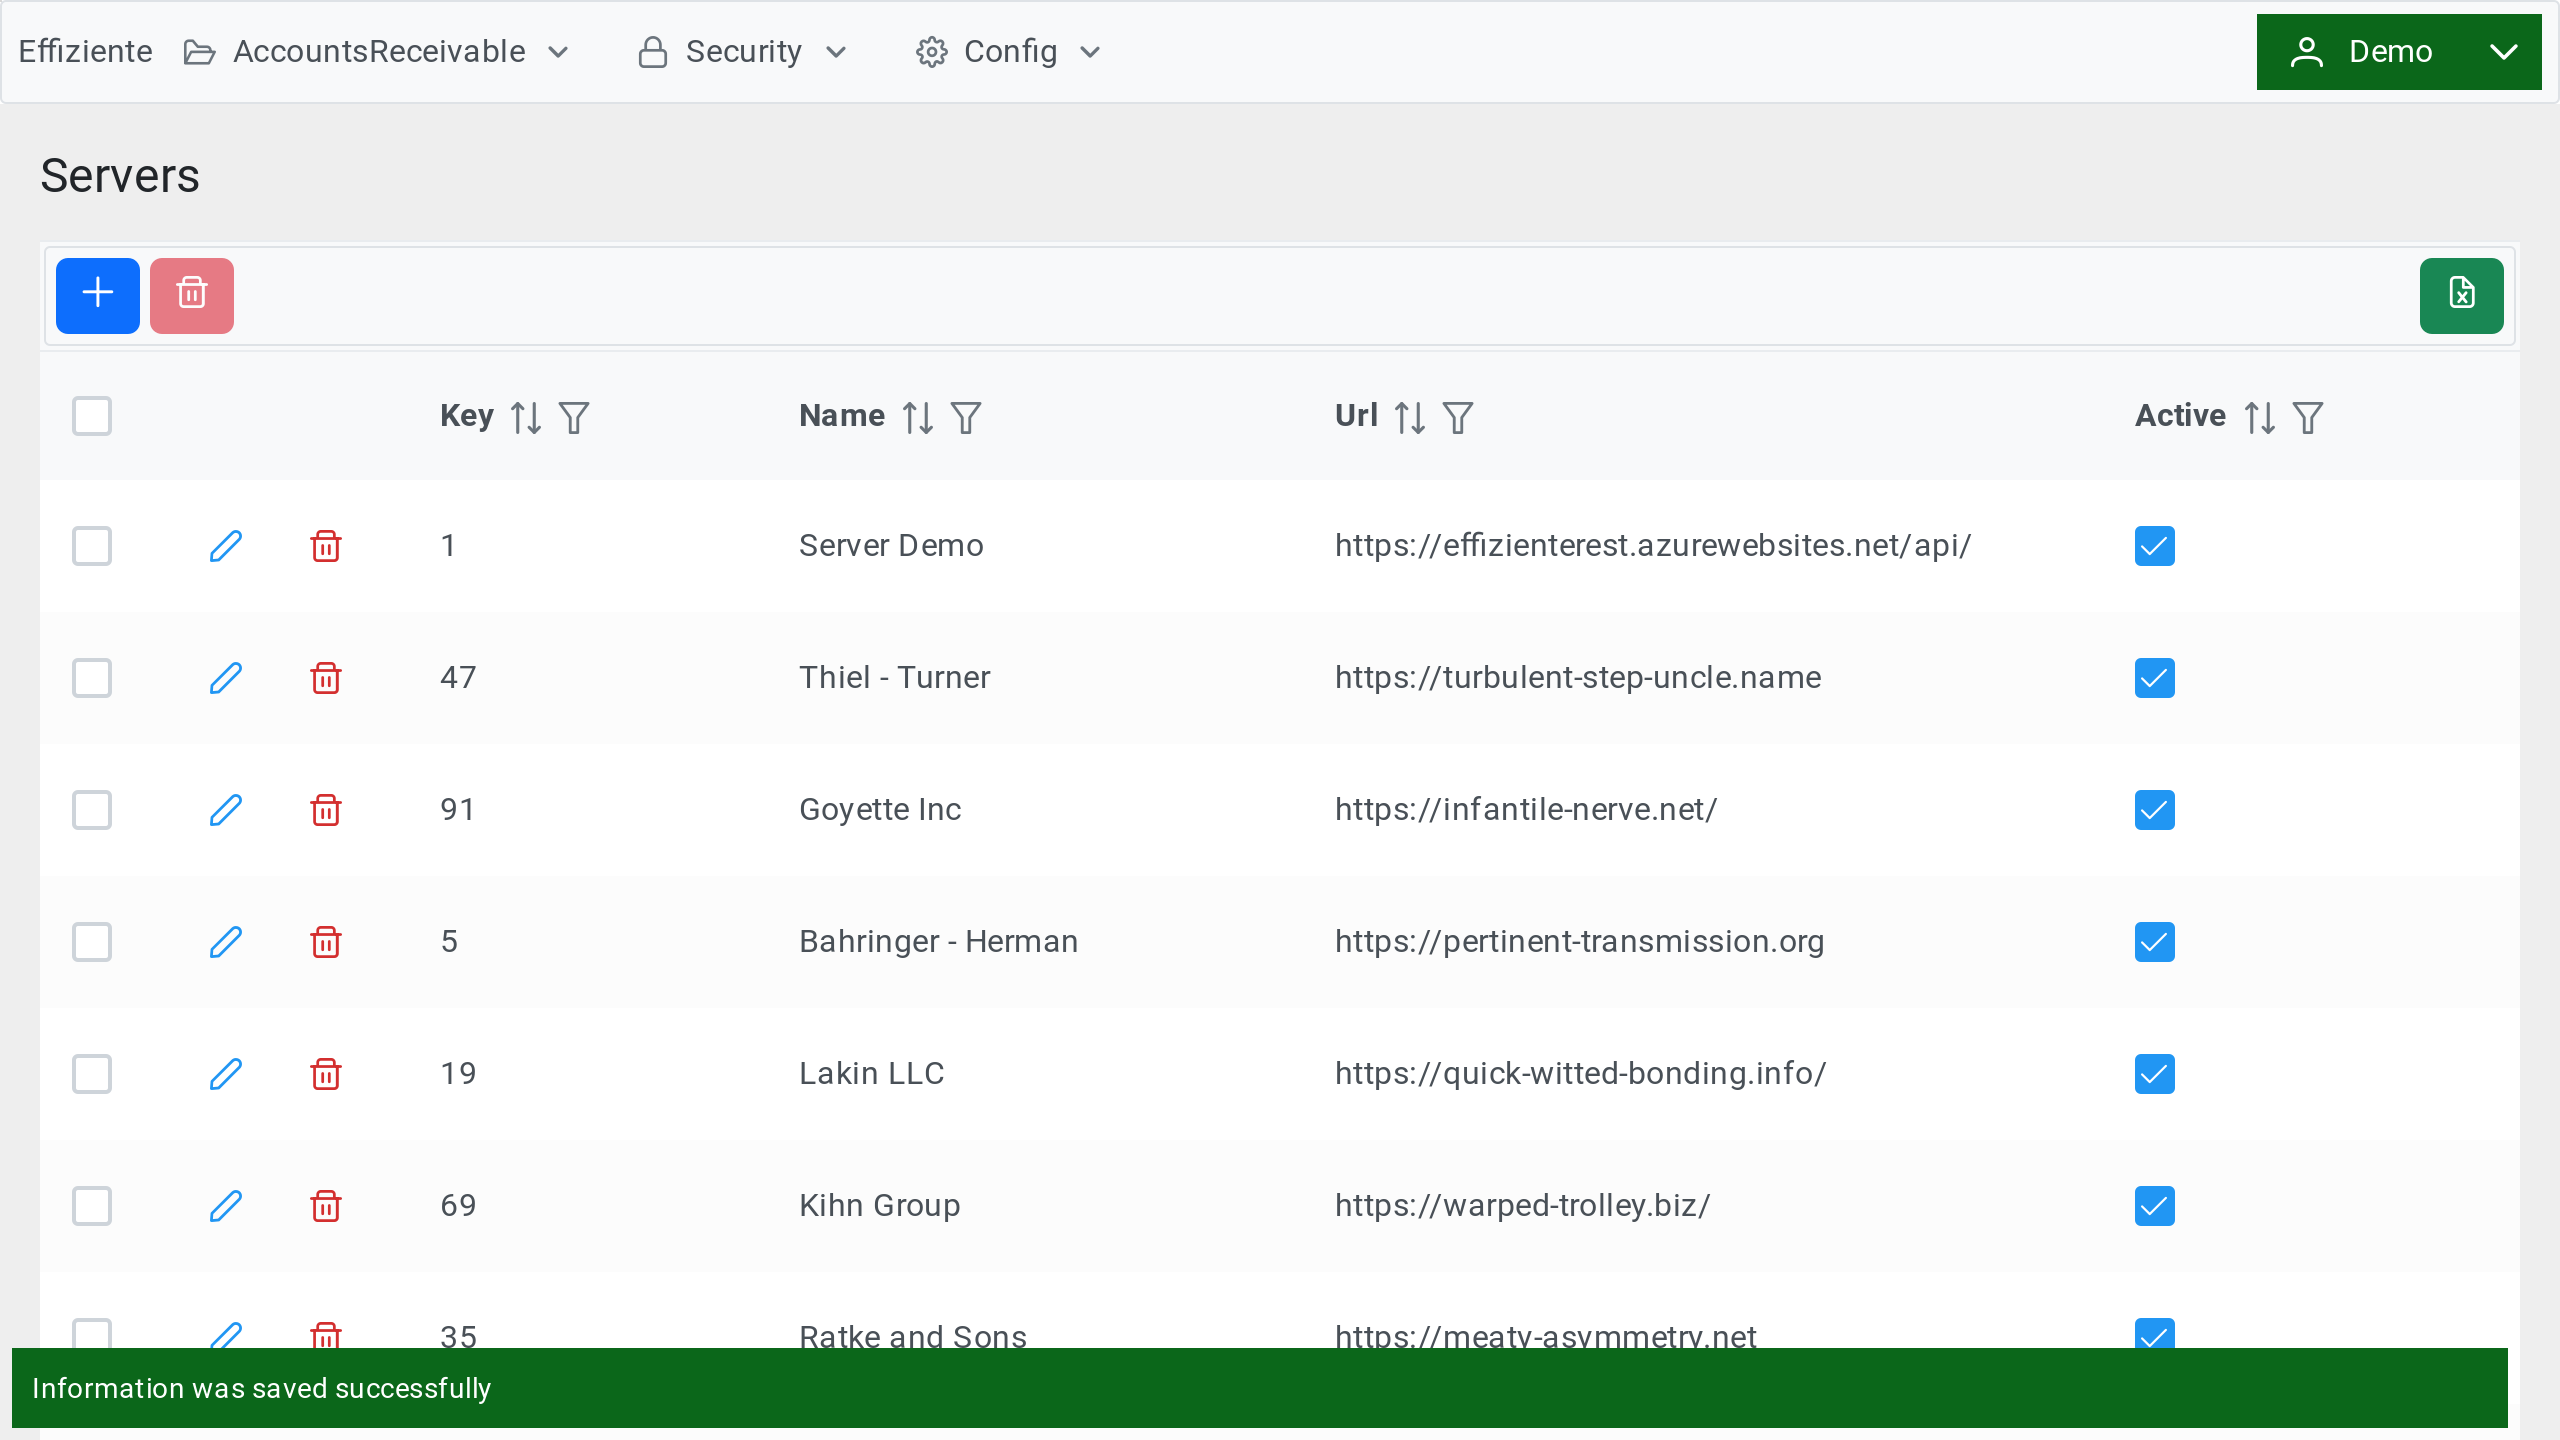 Effiziente AccountsReceivable Security Config Demo
Servers
Key Name Url Active
1 Server Demo https://effizienterest.azurewebsites.net/api/
47 Thiel - Turner https://turbulent-step-uncle.name
91 Goyette Inc https://infantile-nerve.net/
5 Bahringer - Herman https://pertinent-transmission.org
19 Lakin LLC https://quick-witted-bonding.info/
69 Kihn Group https://warped-trolley.biz/
35 Ratke and Sons https://meaty-asymmetry.net
Information was saved successfully